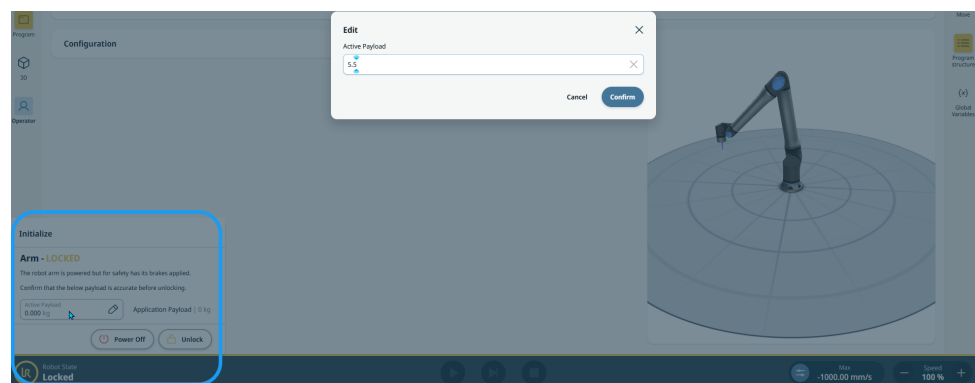 Program
3D
Operator
Configuration
Edit
Active Payload
5.5
Cancel
Confirm
Move
Program
structure
{x}
Global
Variables
Initialize
Arm - LOCKED
The robot arm is powered but for safety has its brakes applied.
Confirm that the below payload is accurate before unlocking.
Active Payload
0.000 kg
Application Payload | 0 kg
Power Off
Unlock
UR
Robot State
Locked
Max
-1000.00 mm/s
Speed
100 %